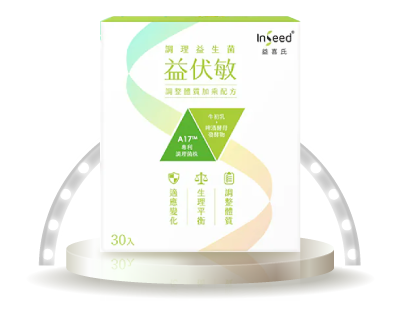 InSeed®
益喜氏
調理益生菌
益伏敏
調整體質加乘配方
牛初乳
+
啤酒酵母
發酵物
A17™
專利
調理菌株
適應變化
生理平衡
調整體質
30入